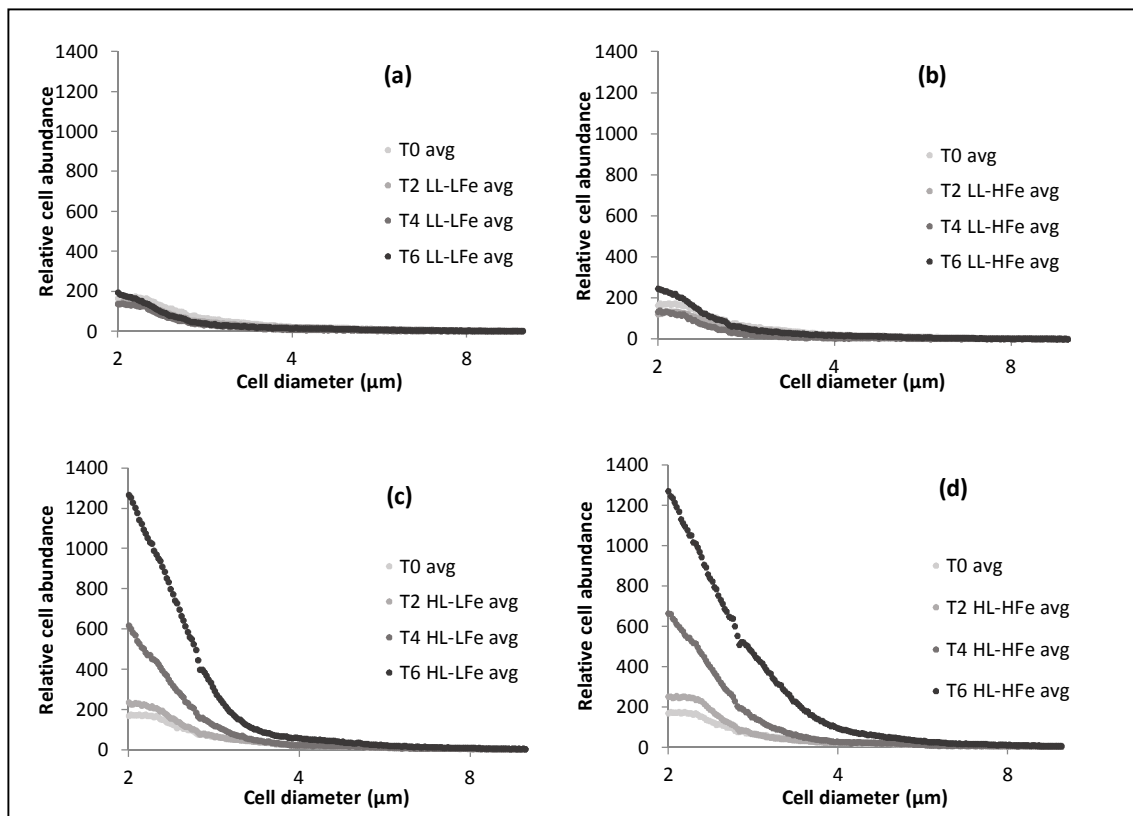 (a)
Relative cell abundance
1400
1200
1000
800
600
400
200
0
T0 avg
T2 LL-LFe avg
T4 LL-LFe avg
T6 LL-LFe avg
2
4
8
Cell diameter (µm)
(b)
Relative cell abundance
1400
1200
1000
800
600
400
200
0
T0 avg
T2 LL-HFe avg
T4 LL-HFe avg
T6 LL-HFe avg
2
4
8
Cell diameter (µm)
(c)
Relative cell abundance
1400
1200
1000
800
600
400
200
0
T0 avg
T2 HL-LFe avg
T4 HL-LFe avg
T6 HL-LFe avg
2
4
8
Cell diameter (µm)
(d)
Relative cell abundance
1400
1200
1000
800
600
400
200
0
T0 avg
T2 HL-HFe avg
T4 HL-HFe avg
T6 HL-HFe avg
2
4
8
Cell diameter (µm)